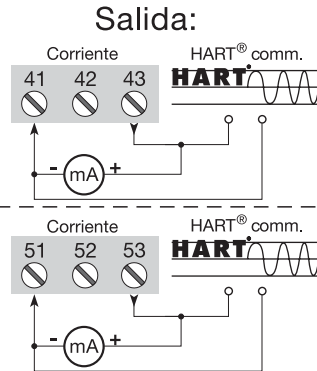 Salida:
Corriente HART® comm.
41 42 43 HART®
- mA +
Corriente HART® comm.
51 52 53 HART®
- mA +